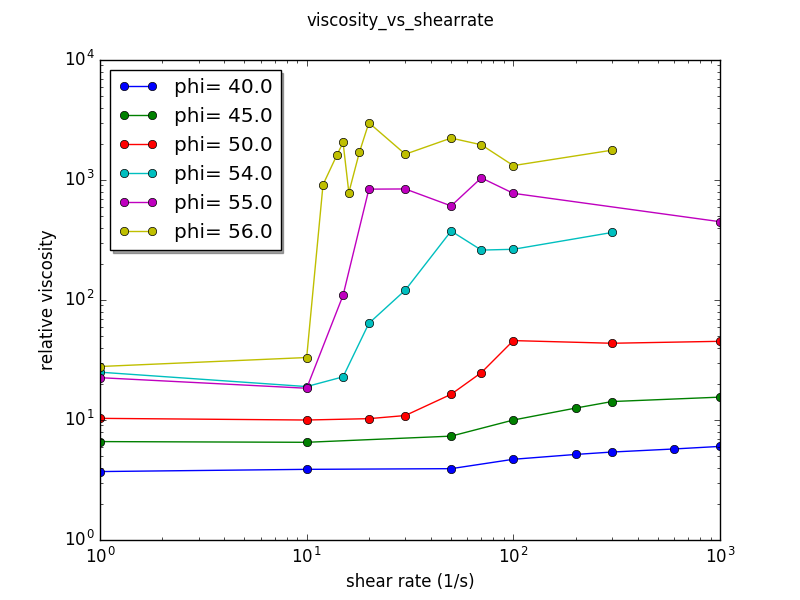 viscosity_vs_shearrate
10^4
10^3
10^2
10^1
10^0
relative viscosity
phi= 40.0
phi= 45.0
phi= 50.0
phi= 54.0
phi= 55.0
phi= 56.0
10^0 10^1 10^2 10^3
shear rate (1/s)